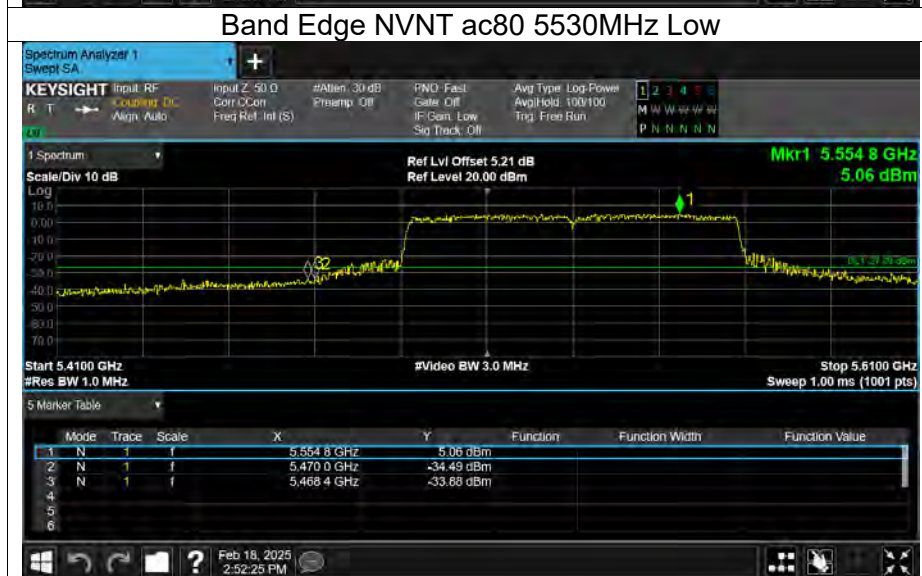 Band Edge NVNT ac80 5530MHz Low
Spectrum Analyzer 1
Swept SA
+
KEYSIGHT Input: RF Input Z: 50 Ω #Atten: 30 dB PNO: Fast Avg Type: Log-Power 1 2 3 4 5 6
R T Coupling: DC Corr CCorr Preamp: Off Gate: Off Avg|Hold: 100/100 M W W W W W
Align: Auto Freq Ref: Int (S) IF Gain: Low Trig: Free Run
Sig Track: Off P N N N N N
1 Spectrum Ref Lvl Offset 5.21 dB Mkr1 5.554 8 GHz
Scale/Div 10 dB Ref Level 20.00 dBm 5.06 dBm
Log
10.0
0.00
-10.0
-20.0
-30.0
-40.0
-50.0
-60.0
-70.0
1
Start 5.4100 GHz #Video BW 3.0 MHz Stop 5.6100 GHz
#Res BW 1.0 MHz Sweep 1.00 ms (1001 pts)
5 Marker Table
Mode Trace Scale X Y Function Function Width Function Value
1 N 1 f 5.554 8 GHz 5.06 dBm
2 N 1 f 5.470 0 GHz -34.49 dBm
3 N 1 f 5.468 4 GHz -33.88 dBm
4
5
6
? Feb 18, 2025
2:52:25 PM